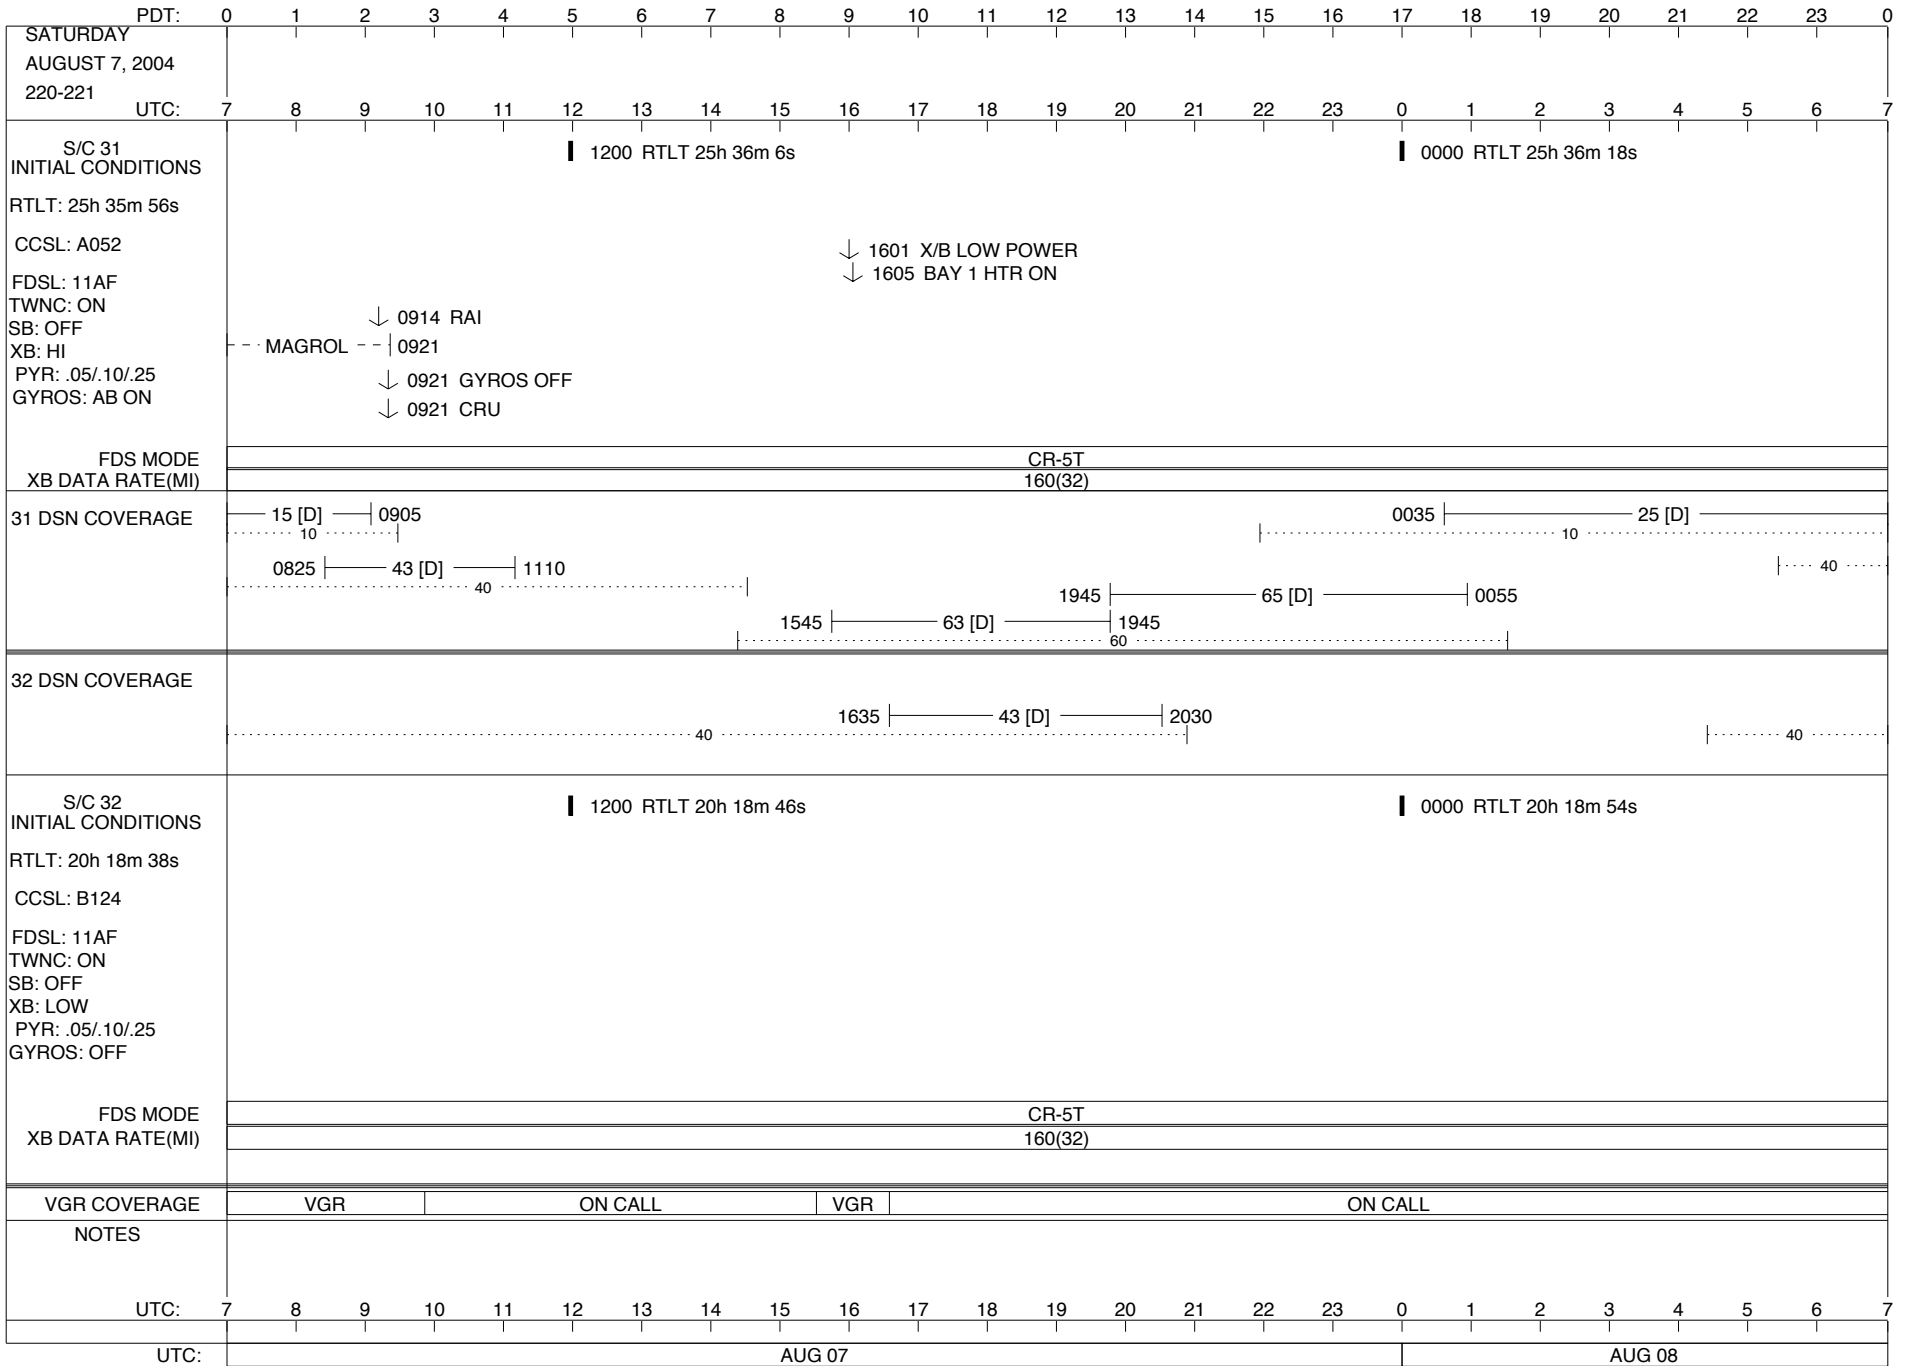 PDT: 0 1 2 3 4 5 6 7 8 9 10 11 12 13 14 15 16 17 18 19 20 21 22 23 0
SATURDAY
AUGUST 7, 2004
220-221
UTC: 7 8 9 10 11 12 13 14 15 16 17 18 19 20 21 22 23 0 1 2 3 4 5 6 7
S/C 31
INITIAL CONDITIONS
1200 RTLT 25h 36m 6s
0000 RTLT 25h 36m 18s
RTLT: 25h 35m 56s
CCSL: A052
1601 X/B LOW POWER
1605 BAY 1 HTR ON
FDSL: 11AF
TWNC: ON
SB: OFF
XB: HI
PYR: .05/.10/.25
GYROS: AB ON
0914 RAI
MAGROL 0921
0921 GYROS OFF
0921 CRU
FDS MODE CR-5T
XB DATA RATE(MI) 160(32)
31 DSN COVERAGE
15 [D] 0905
0035 25 [D]
10 10
0825 43 [D] 1110
40
40
1945 65 [D] 0055
1545 63 [D] 1945
60
32 DSN COVERAGE
1635 43 [D] 2030
40 40
S/C 32
INITIAL CONDITIONS
1200 RTLT 20h 18m 46s
0000 RTLT 20h 18m 54s
RTLT: 20h 18m 38s
CCSL: B124
FDSL: 11AF
TWNC: ON
SB: OFF
XB: LOW
PYR: .05/.10/.25
GYROS: OFF
FDS MODE CR-5T
XB DATA RATE(MI) 160(32)
VGR COVERAGE VGR ON CALL VGR ON CALL
NOTES
UTC: 7 8 9 10 11 12 13 14 15 16 17 18 19 20 21 22 23 0 1 2 3 4 5 6 7
UTC: AUG 07 AUG 08